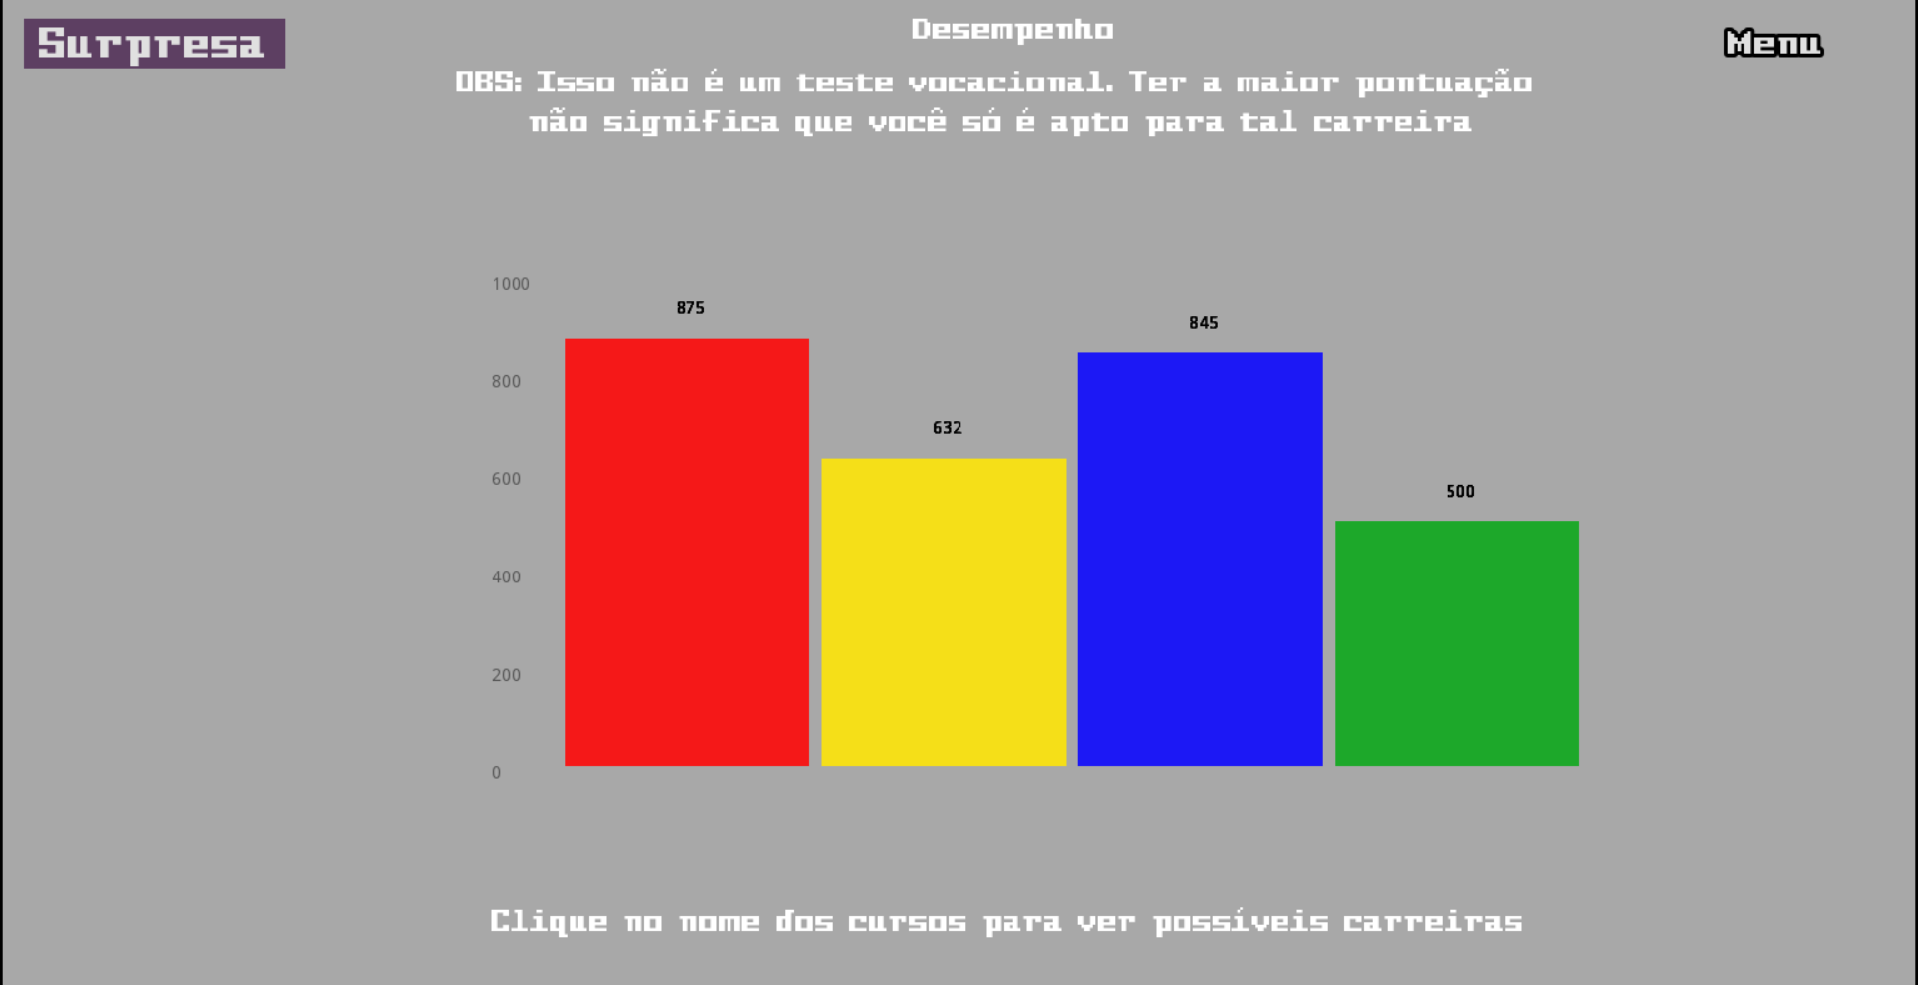 Surpresa
Desempenho
Menu
OBS: Isso não é um teste vocacional. Ter a maior pontuação
não significa que você só é apto para tal carreira
1000
875
845
800
632
600
500
400
200
0
Clique no nome dos cursos para ver possíveis carreiras